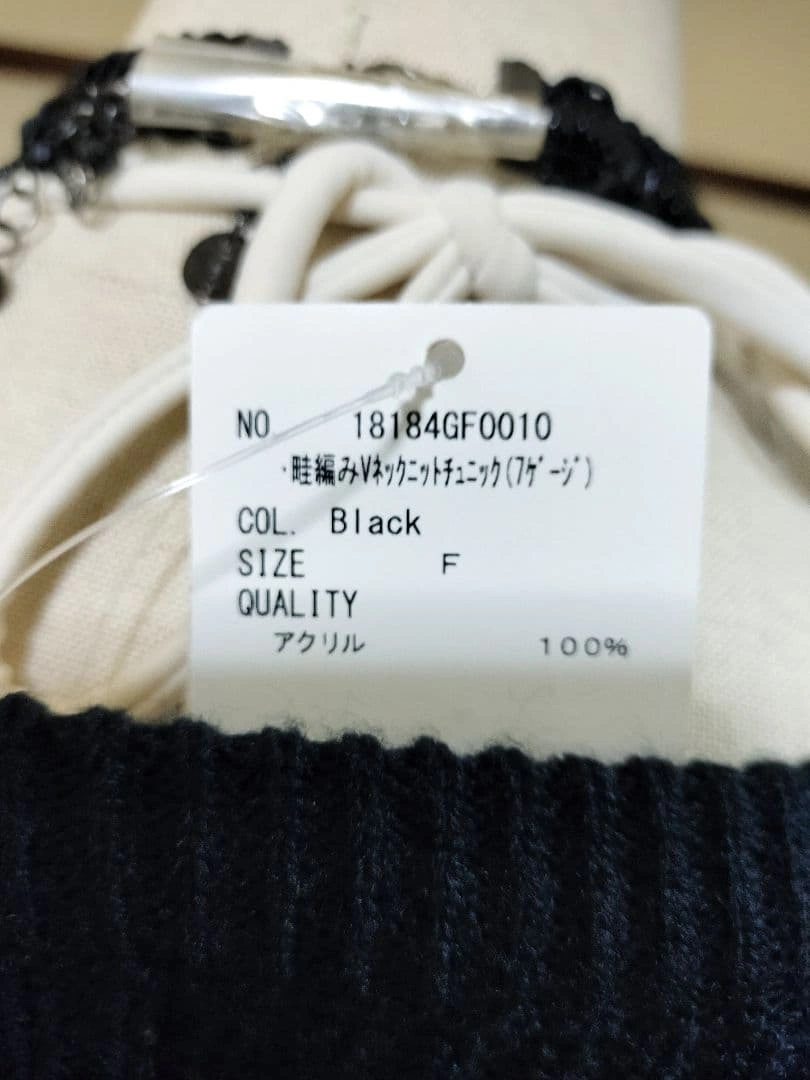 NO 18184GF0010
・畦編みVネックニットチュニック(7ゲージ)
COL. Black
SIZE F
QUALITY
アクリル 100%